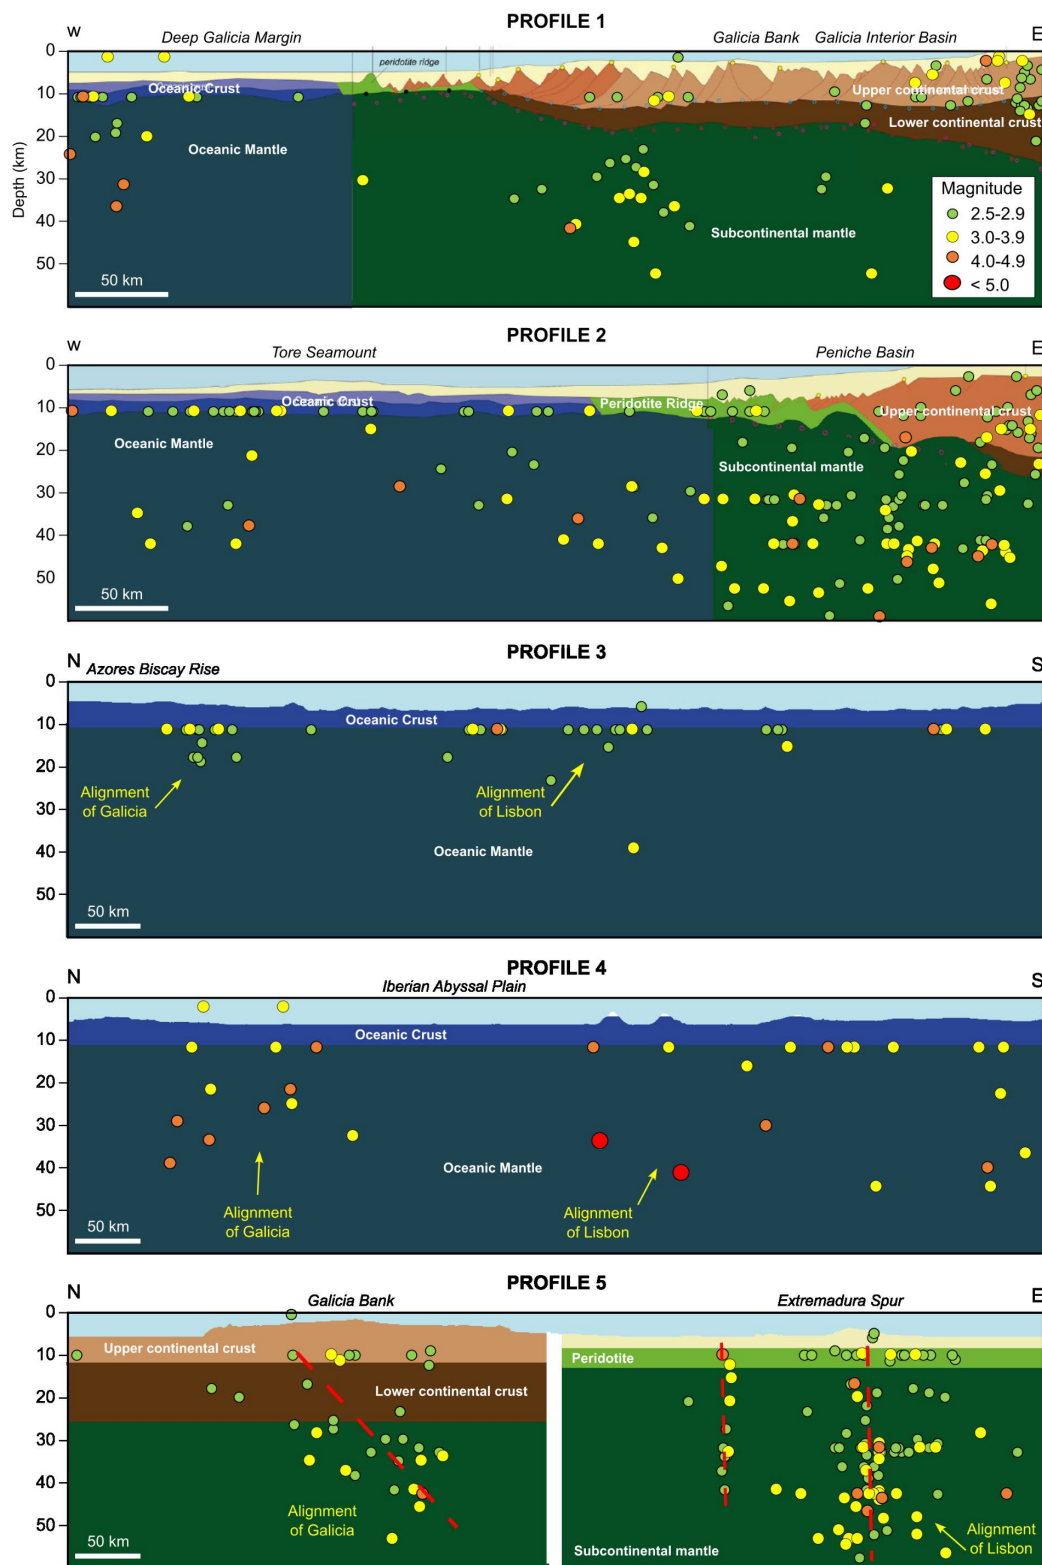 PROFILE 1
W
Deep Galicia Margin
Galicia Bank
Galicia Interior Basin
E
peridotite ridge
0
10
20
30
40
50
Depth (km)
Oceanic Crust
Upper continental crust
Lower continental crust
Oceanic Mantle
Subcontinental mantle
Magnitude
2.5-2.9
3.0-3.9
4.0-4.9
< 5.0
50 km
PROFILE 2
W
Tore Seamount
Peniche Basin
E
0
10
20
30
40
50
Oceanic Crust
Peridotite Ridge
Upper continental crust
Oceanic Mantle
Subcontinental mantle
50 km
PROFILE 3
N
Azores Biscay Rise
S
0
10
20
30
40
50
Oceanic Crust
Alignment
of Galicia
Alignment
of Lisbon
Oceanic Mantle
50 km
PROFILE 4
N
Iberian Abyssal Plain
S
0
10
20
30
40
50
Oceanic Crust
Oceanic Mantle
Alignment
of Galicia
Alignment
of Lisbon
50 km
PROFILE 5
N
Galicia Bank
Extremadura Spur
E
0
10
20
30
40
50
Upper continental crust
Peridotite
Lower continental crust
Alignment
of Galicia
Alignment
of Lisbon
50 km
Subcontinental mantle